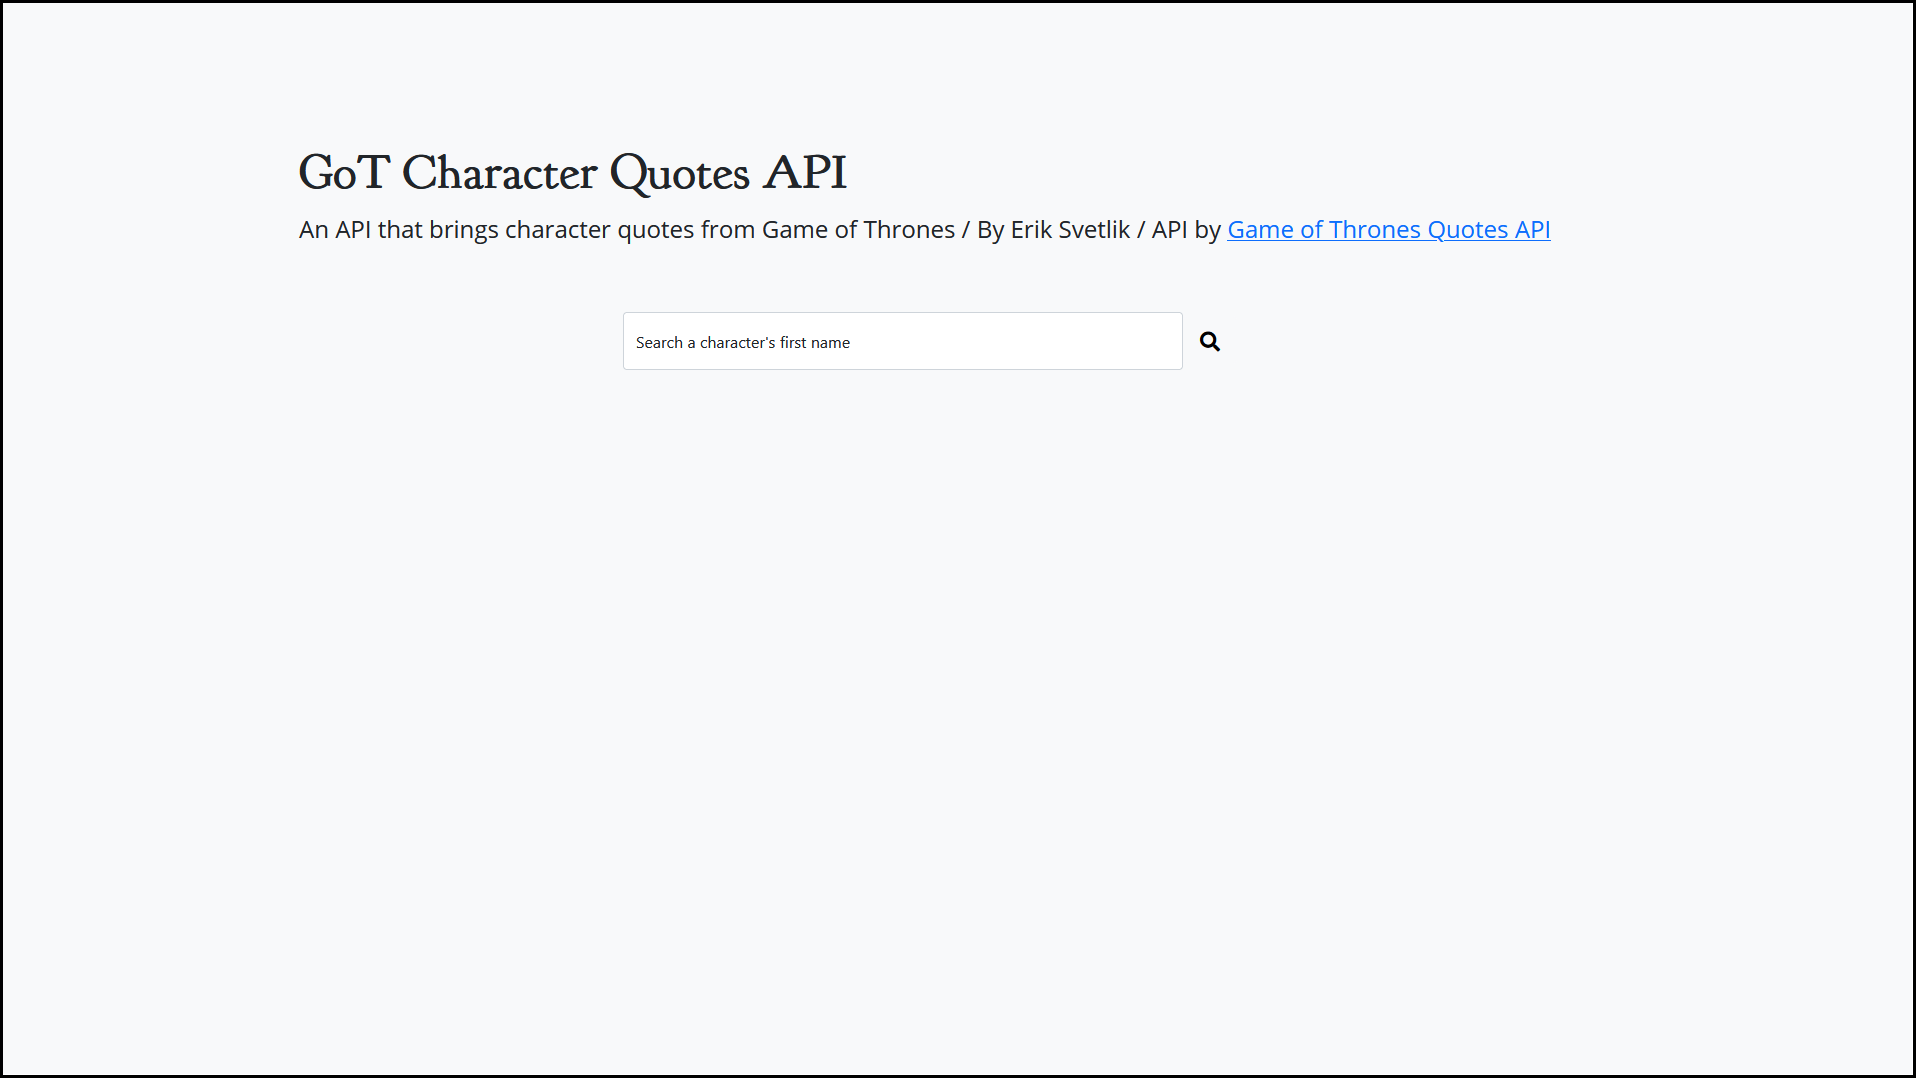 GoT Character Quotes API
An API that brings character quotes from Game of Thrones / By Erik Svetlik / API by Game of Thrones Quotes API
Search a character's first name